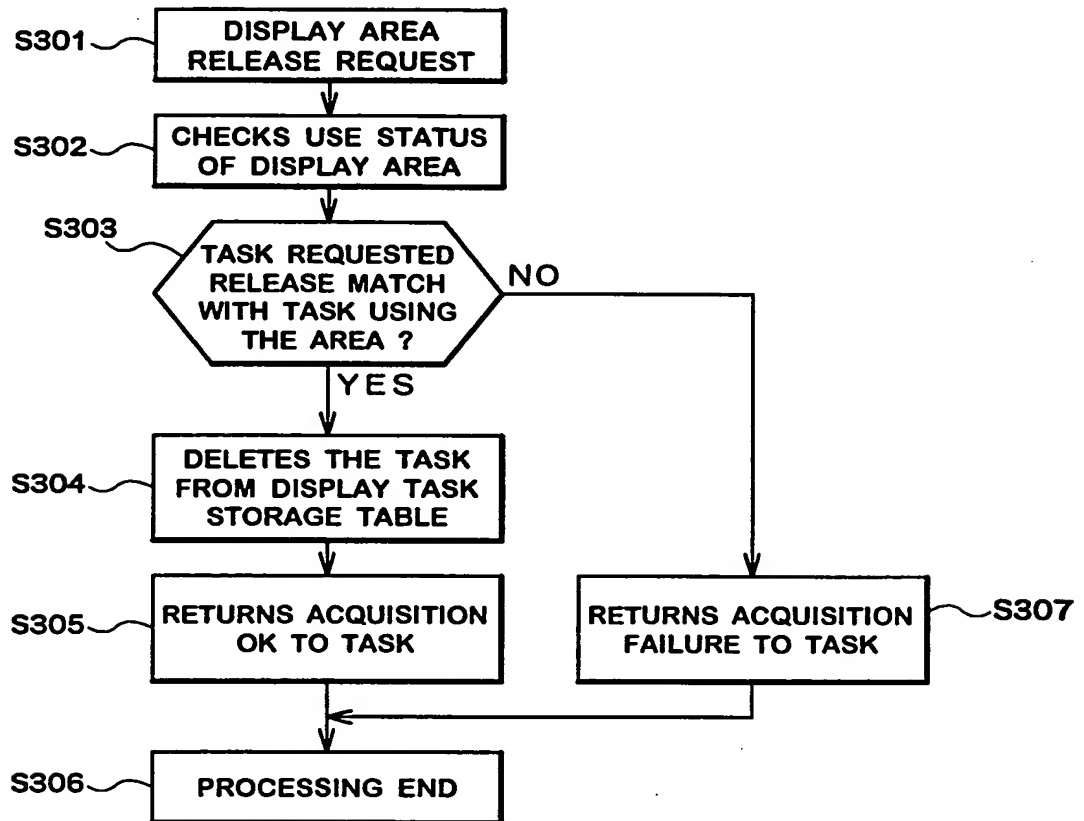 S301
DISPLAY AREA
RELEASE REQUEST
S302
CHECKS USE STATUS
OF DISPLAY AREA
S303
TASK REQUESTED
RELEASE MATCH
WITH TASK USING
THE AREA ?
NO
YES
S304
DELETES THE TASK
FROM DISPLAY TASK
STORAGE TABLE
S305
RETURNS ACQUISITION
OK TO TASK
RETURNS ACQUISITION
FAILURE TO TASK
S307
S306
PROCESSING END